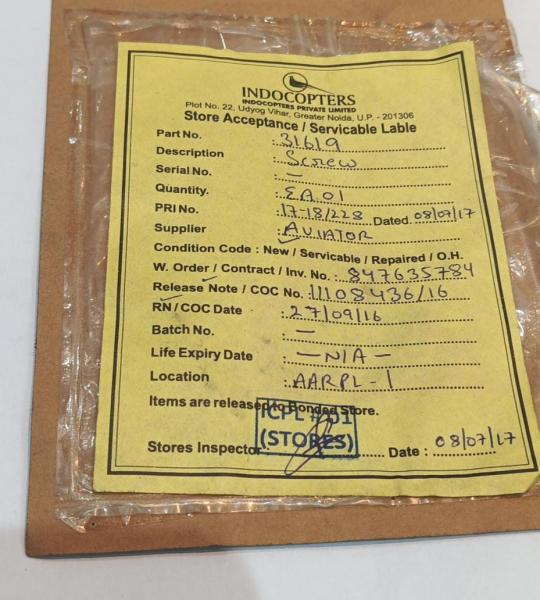 INDOCOPTERS
INDOCOPTERS PRIVATE LIMITED
Plot No. 22, Udyog Vihar, Greater Noida, U.P. - 201306
Store Acceptance / Servicable Lable
Part No. : 31619
Description : Screw
Serial No. : —
Quantity. : EA.01
PRI No. : 17-18/228 Dated 08/07/17
Supplier : AVIATOR
Condition Code : New / Servicable / Repaired / O.H.
W. Order / Contract / Inv. No. : 847635784
Release Note / COC No. : 11108436/16
RN / COC Date : 27/09/16
Batch No. : —
Life Expiry Date : — N/A —
Location : AARPL-1
Items are released to Bonded Store.
ICPL #01
(STORES)
Stores Inspector: Date : 08/07/17